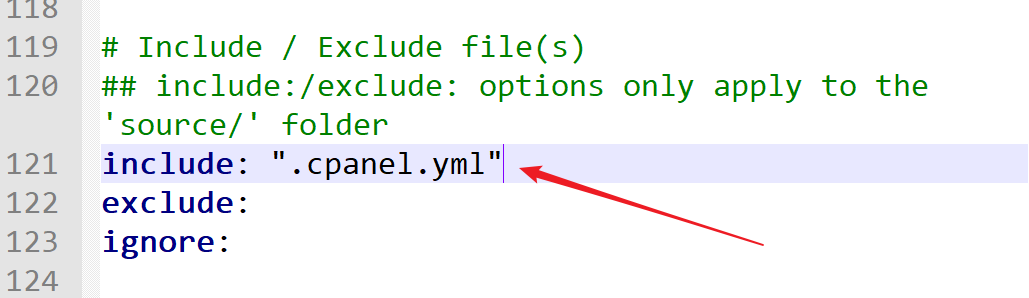 118
119 # Include / Exclude file(s)
120 ## include:/exclude: options only apply to the
'source/' folder
121 include: ".cpanel.yml"
122 exclude:
123 ignore:
124